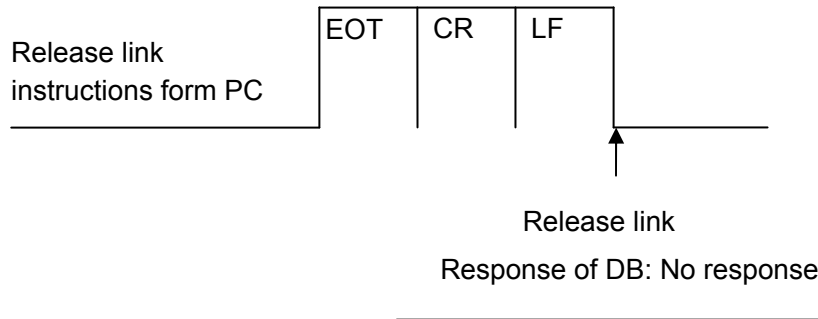 EOT CR LF
Release link
instructions form PC
Release link
Response of DB: No response